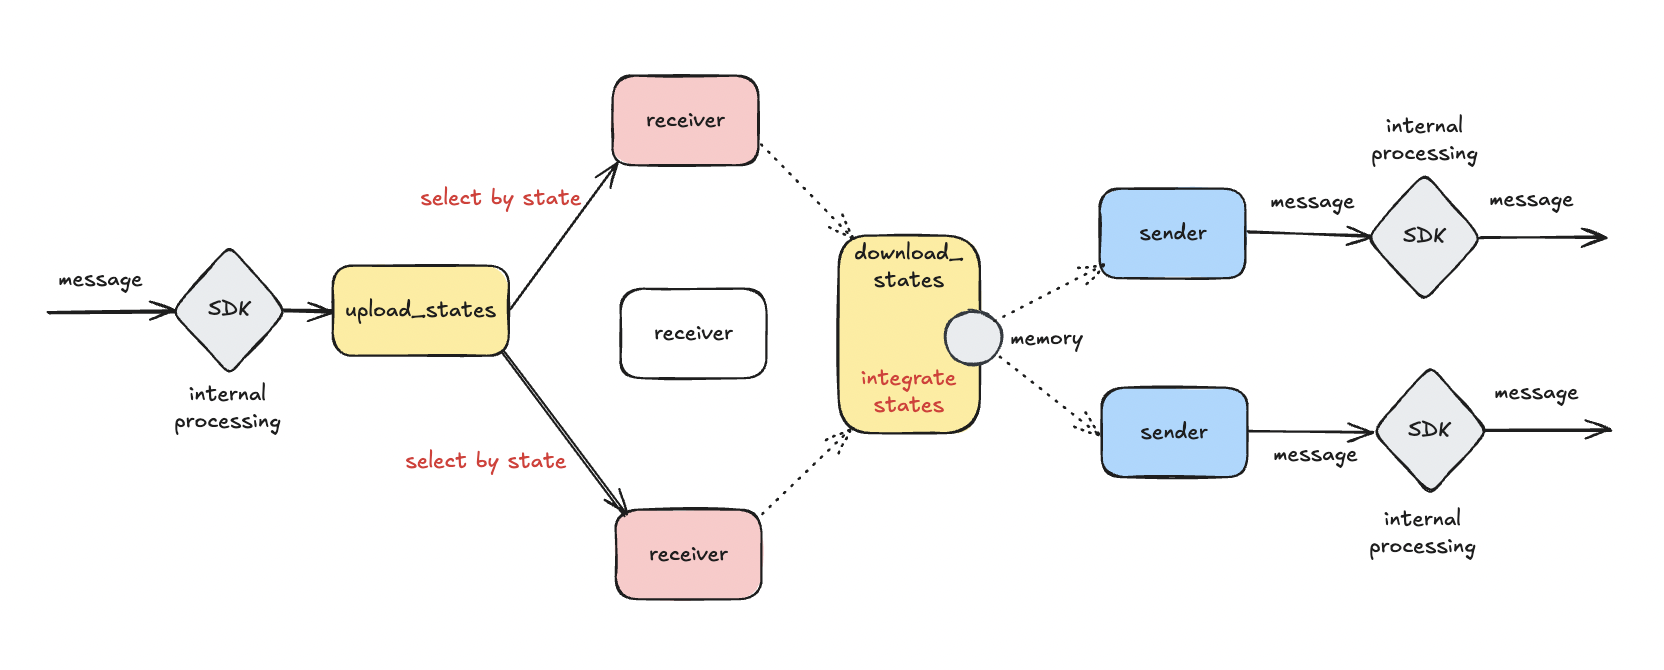 message
SDK
internal
processing
upload_states
select by state
select by state
receiver
receiver
receiver
download_
states
integrate
states
memory
sender
message
internal
processing
SDK
message
sender
message
SDK
internal
processing
message